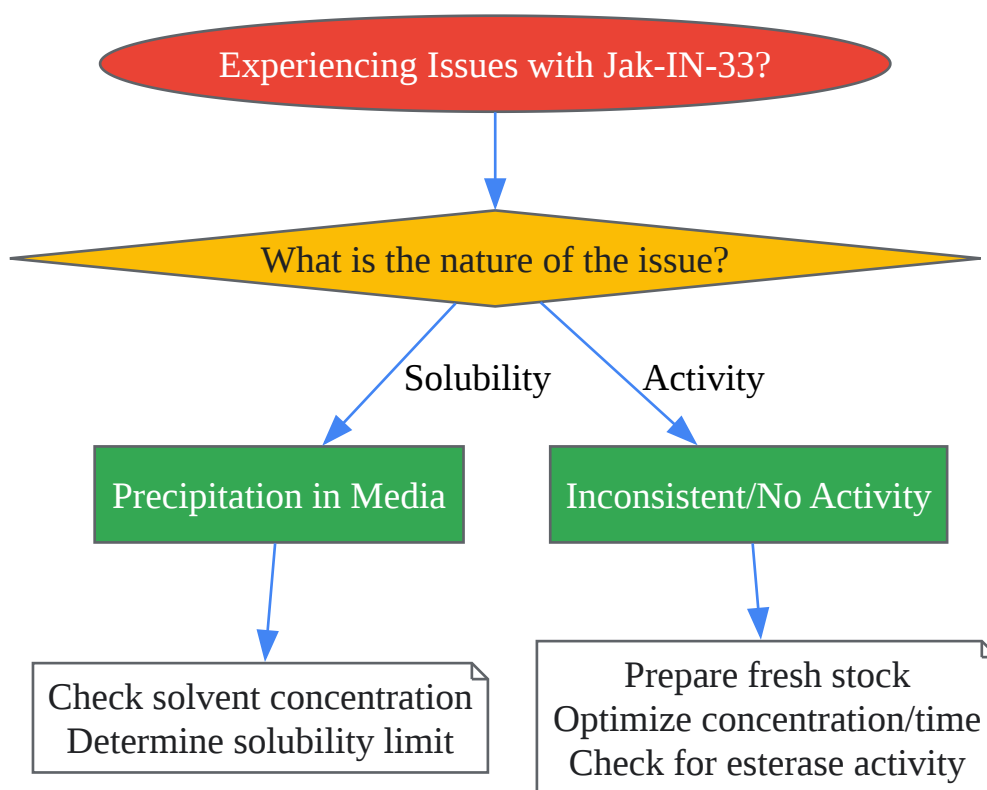 Experiencing Issues with Jak-IN-33?
What is the nature of the issue?
Solubility
Activity
Precipitation in Media
Inconsistent/No Activity
Check solvent concentration
Determine solubility limit
Prepare fresh stock
Optimize concentration/time
Check for esterase activity